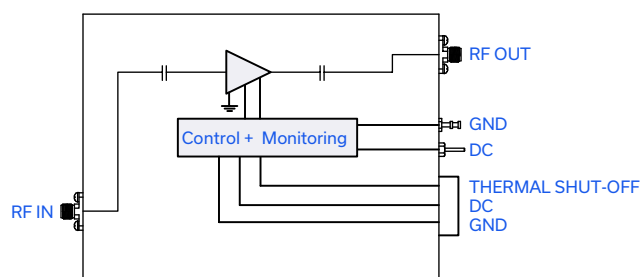 RF OUT
GND
Control + Monitoring
DC
THERMAL SHUT-OFF
RF IN
DC
GND